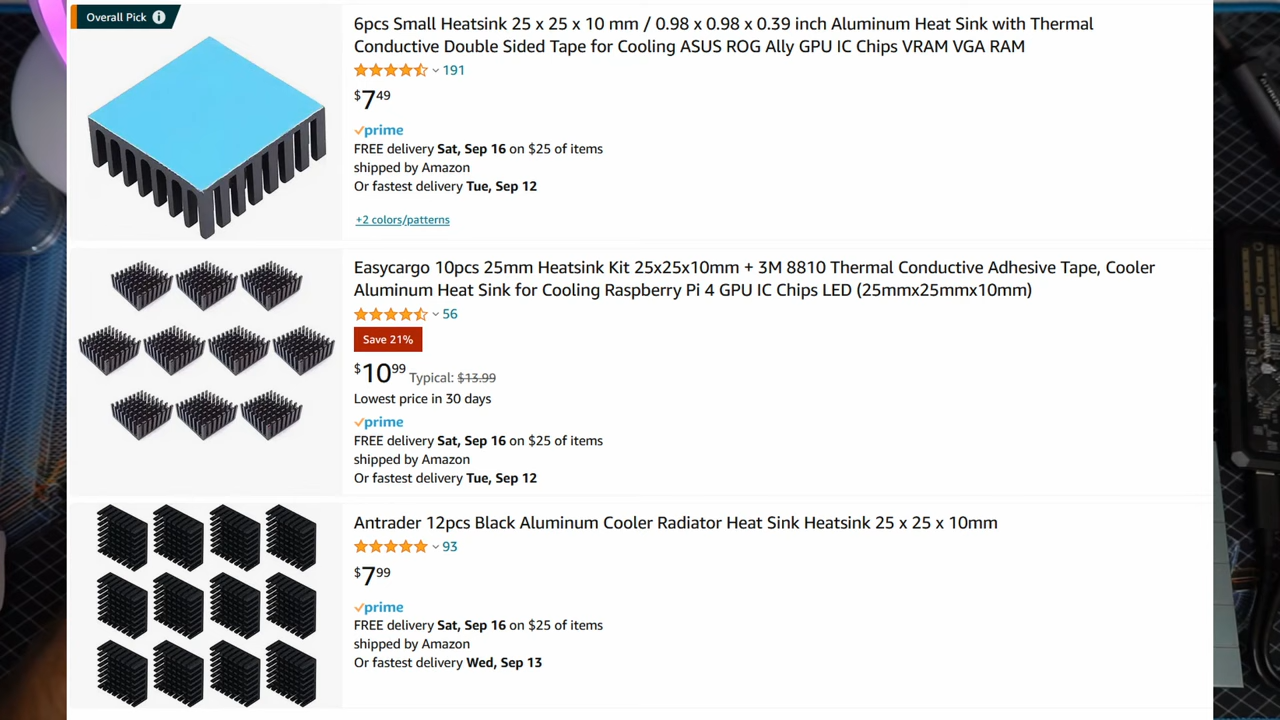 Overall Pick
6pcs Small Heatsink 25 x 25 x 10 mm / 0.98 x 0.98 x 0.39 inch Aluminum Heat Sink with Thermal
Conductive Double Sided Tape for Cooling ASUS ROG Ally GPU IC Chips VRAM VGA RAM
191
$7 49
prime
FREE delivery Sat, Sep 16 on $25 of items
shipped by Amazon
Or fastest delivery Tue, Sep 12
+2 colors/patterns
Easycargo 10pcs 25mm Heatsink Kit 25x25x10mm + 3M 8810 Thermal Conductive Adhesive Tape, Cooler
Aluminum Heat Sink for Cooling Raspberry Pi 4 GPU IC Chips LED (25mmx25mmx10mm)
56
Save 21%
$10 99 Typical: $13.99
Lowest price in 30 days
prime
FREE delivery Sat, Sep 16 on $25 of items
shipped by Amazon
Or fastest delivery Tue, Sep 12
Antrader 12pcs Black Aluminum Cooler Radiator Heat Sink Heatsink 25 x 25 x 10mm
93
$7 99
prime
FREE delivery Sat, Sep 16 on $25 of items
shipped by Amazon
Or fastest delivery Wed, Sep 13